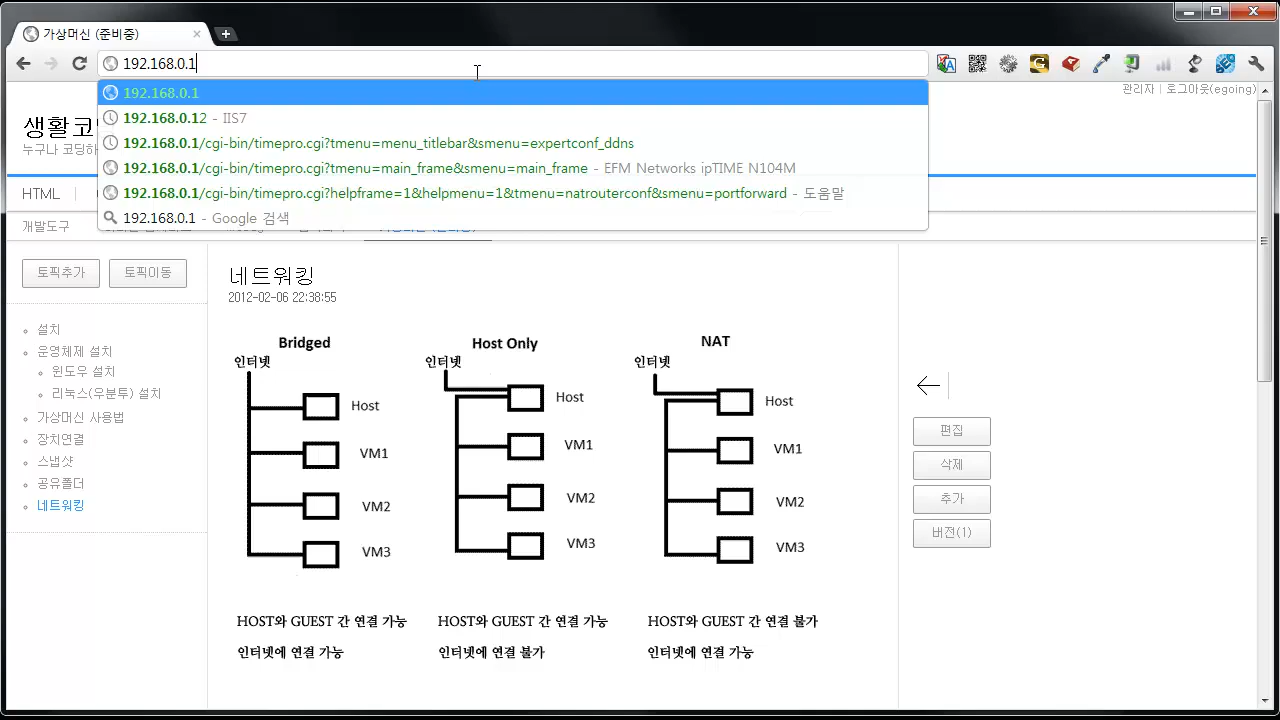 가상머신 (준비중)
192.168.0.1
192.168.0.1
192.168.0.12 - IIS7
192.168.0.1/cgi-bin/timepro.cgi?tmenu=menu_titlebar&smenu=expertconf_ddns
192.168.0.1/cgi-bin/timepro.cgi?tmenu=main_frame&smenu=main_frame - EFM Networks ipTIME N104M
192.168.0.1/cgi-bin/timepro.cgi?helpframe=1&helpmenu=1&tmenu=natrouterconf&smenu=portforward - 도움말
192.168.0.1 - Google 검색
관리자 | 로그아웃(egoing)
생활코
누구나 코딩하
HTML
개발도구
토픽추가 토픽이동
설치
운영체제 설치
윈도우 설치
리눅스(우분투) 설치
가상머신 사용법
장치연결
스냅샷
공유폴더
네트워킹
네트워킹
2012-02-06 22:38:55
Bridged
인터넷
Host
VM1
VM2
VM3
HOST와 GUEST 간 연결 가능
인터넷에 연결 가능
Host Only
인터넷
Host
VM1
VM2
VM3
HOST와 GUEST 간 연결 가능
인터넷에 연결 불가
NAT
인터넷
Host
VM1
VM2
VM3
HOST와 GUEST 간 연결 불가
인터넷에 연결 가능
편집
삭제
추가
버전(1)